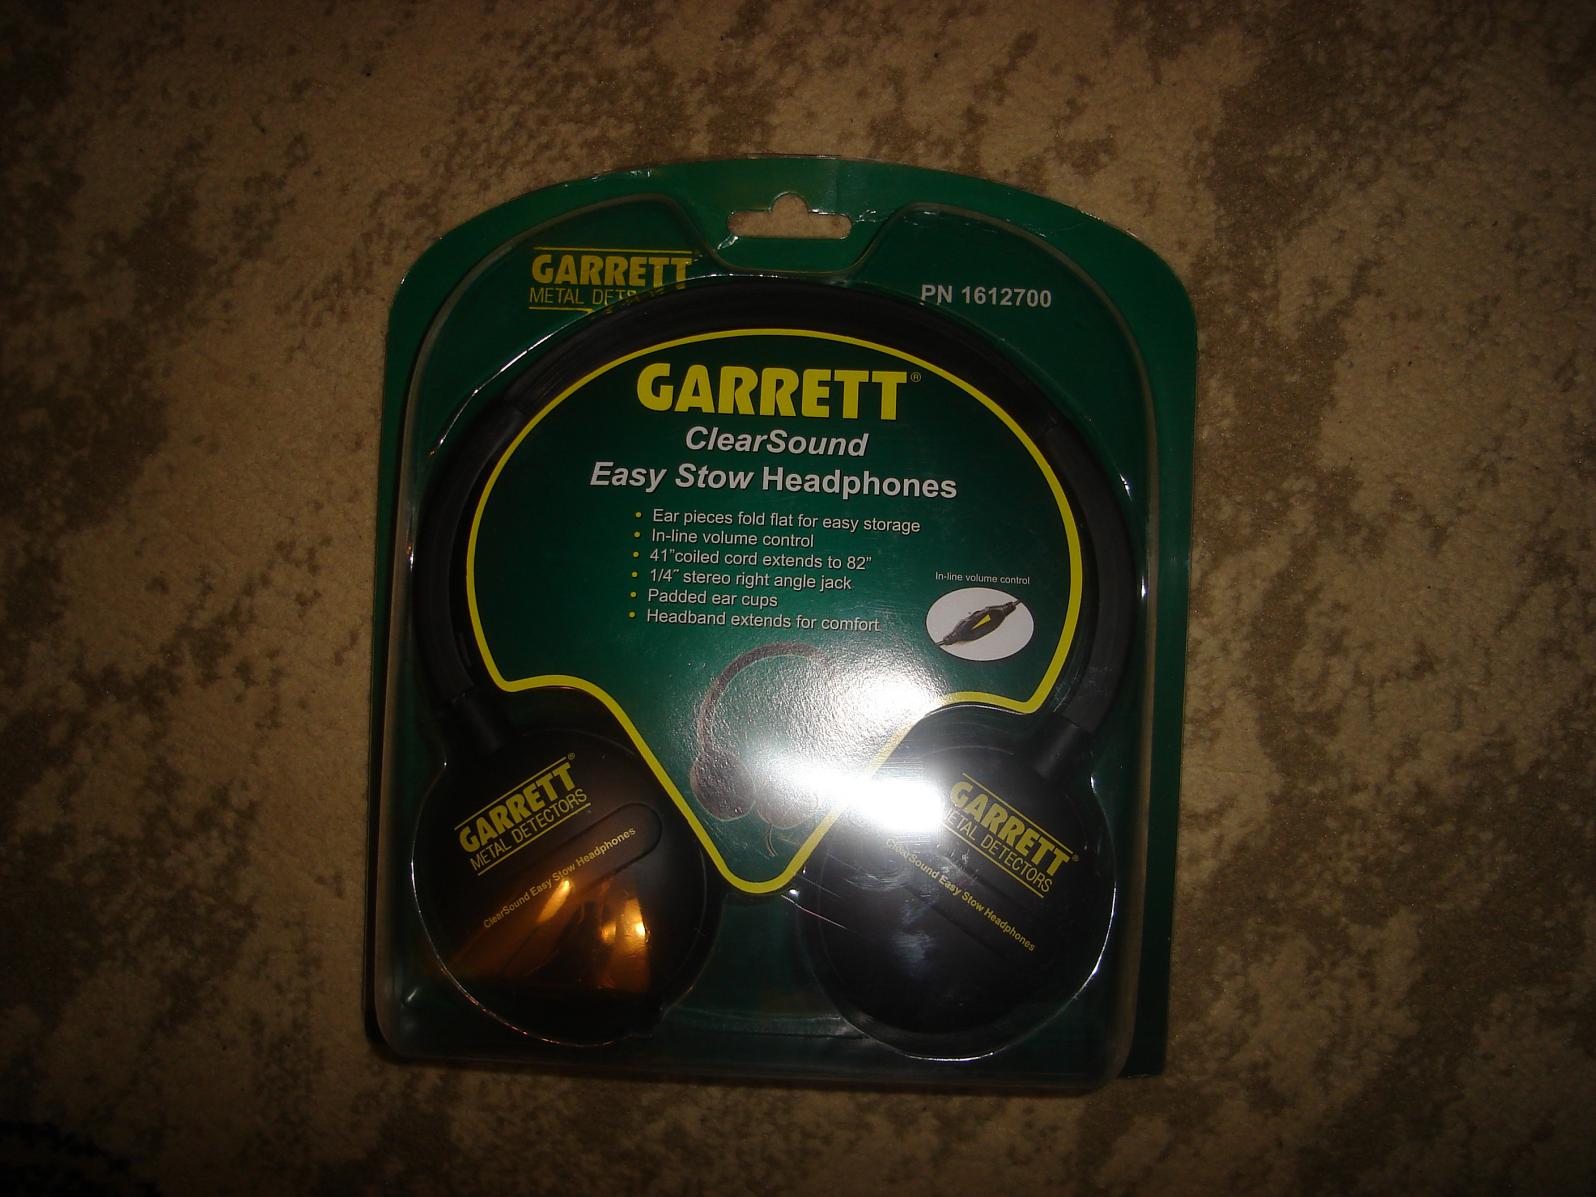 GARRETT
METAL DETE
PN 1612700
GARRETT®
ClearSound
Easy Stow Headphones
• Ear pieces fold flat for easy storage
• In-line volume control
• 41"coiled cord extends to 82"
• 1/4" stereo right angle jack
• Padded ear cups
• Headband extends for comfort
In-line volume control
GARRETT®
METAL DETECTORS
ClearSound Easy Stow Headphones
GARRETT®
METAL DETECTORS
ClearSound Easy Stow Headphones